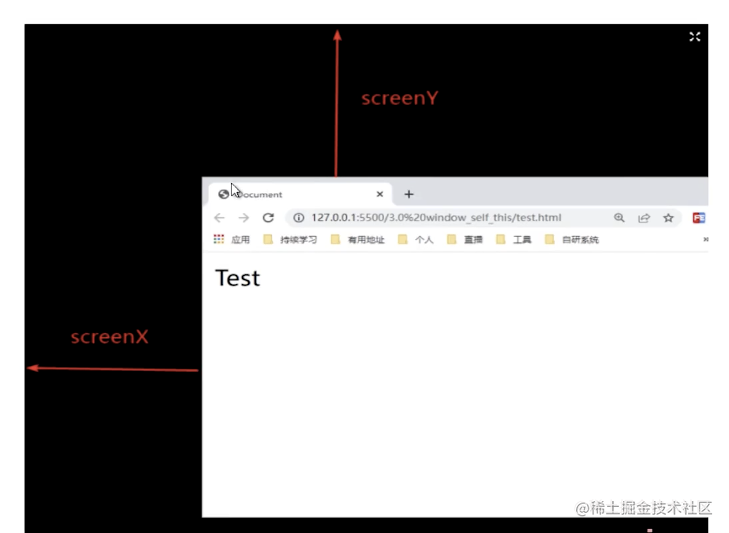 screenY
Document
127.0.0.1:5500/3.0%20window_self_this/test.html
应用 持续学习 有用地址 个人 直播 工具 自研系统
Test
screenX
@稀土掘金技术社区